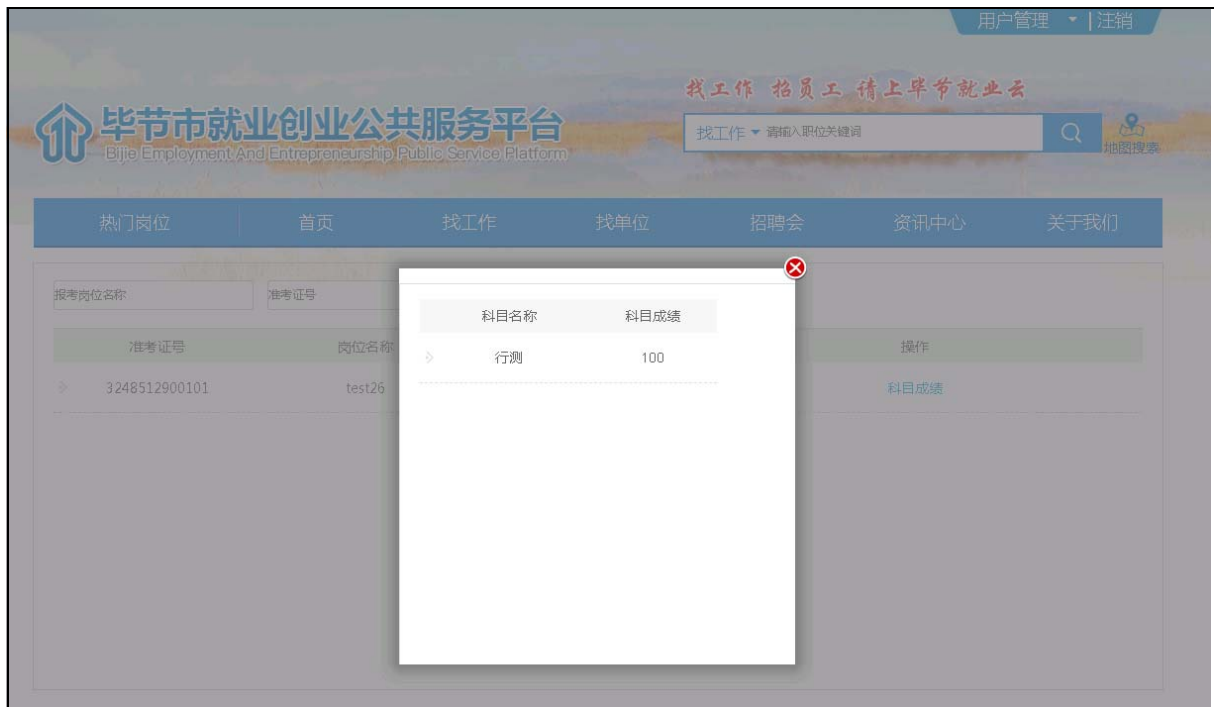 用户管理 | 注销
找工作 招员工 请上毕节就业云
毕节市就业创业公共服务平台
Bijie Employment And Entrepreneurship Public Service Platform
找工作 请输入职位关键词
地图搜索
热门岗位 首页 找工作 找单位 招聘会 资讯中心 关于我们
报考岗位名称 准考证号
准考证号 岗位名称 操作
3248512900101 test26 科目成绩
科目名称 科目成绩
行测 100